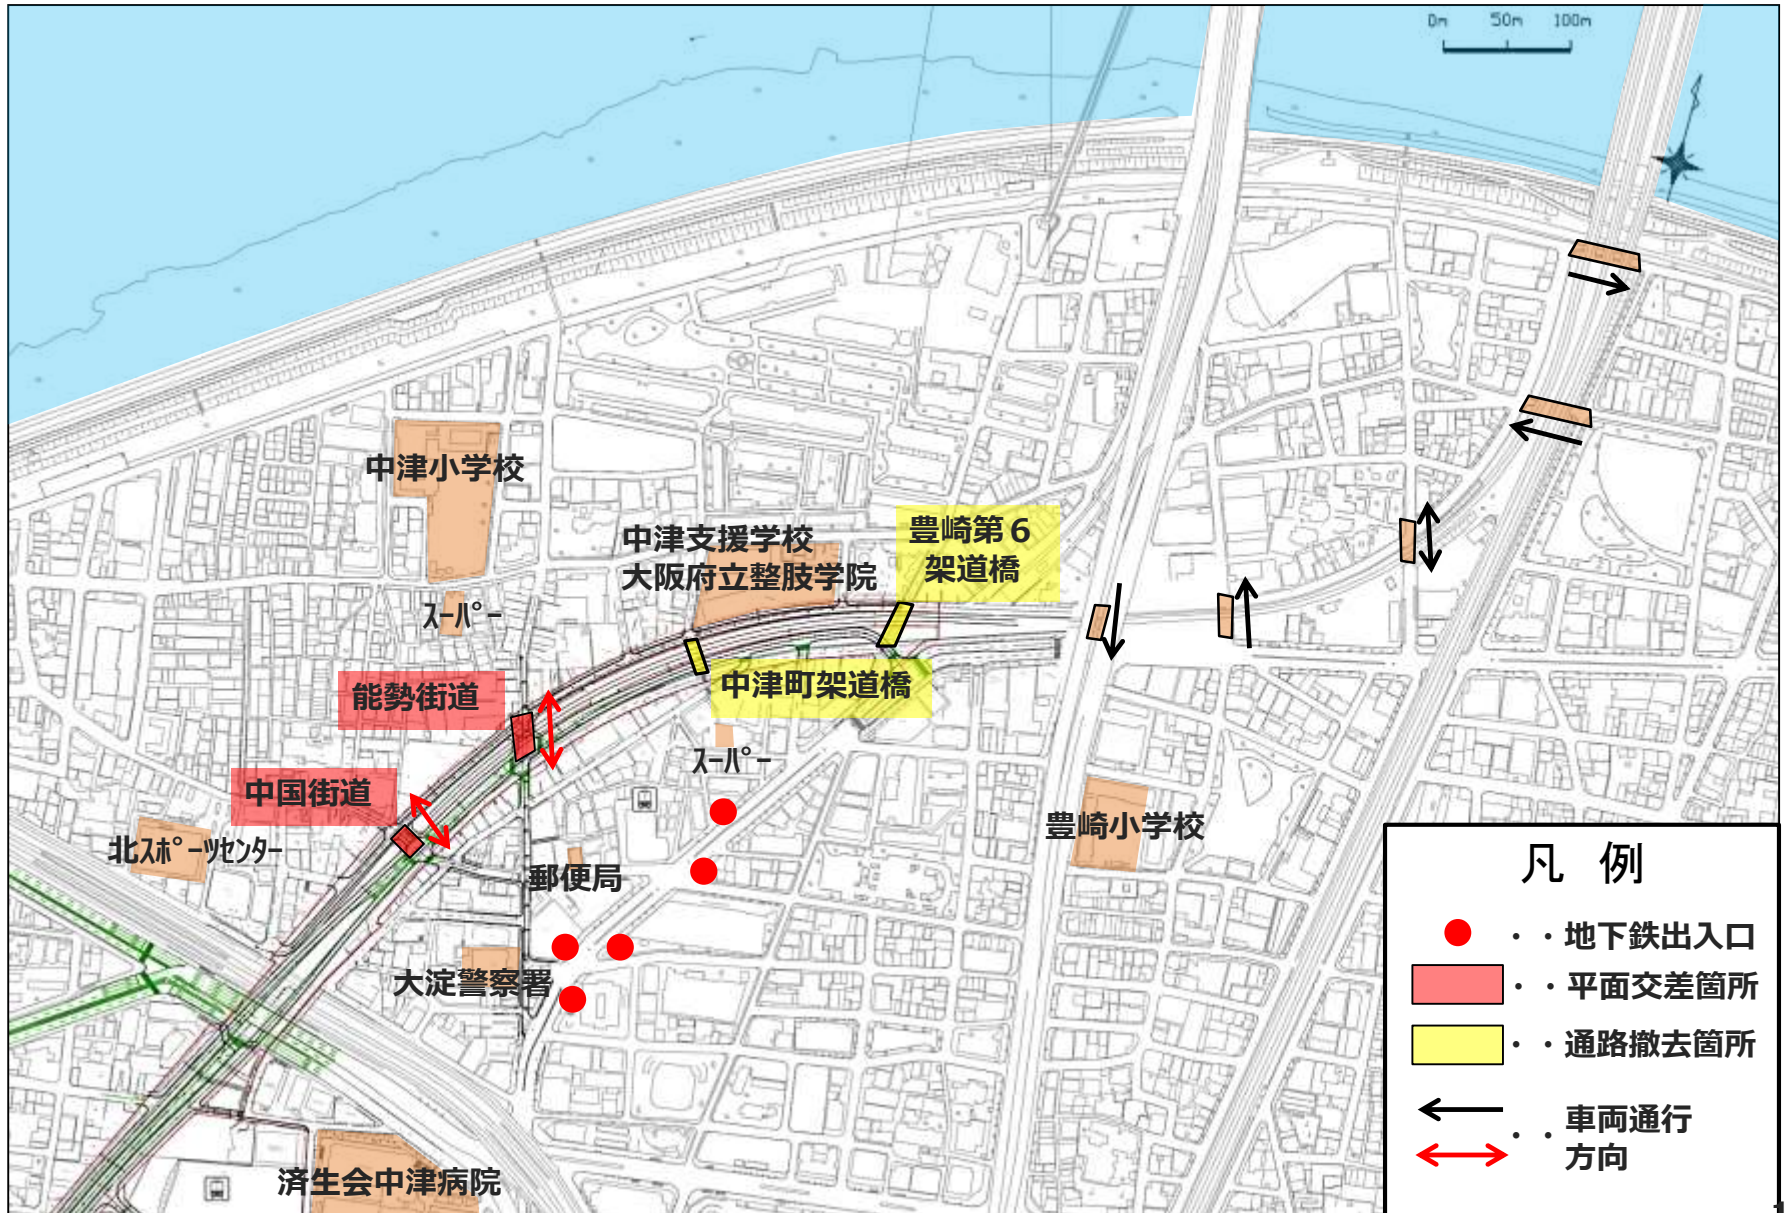 0m 50m 100m
中津小学校
中津支援学校
大阪府立整肢学院
豊崎第６
架道橋
スーパー
能勢街道
中津町架道橋
スーパー
中国街道
北スポーツセンター
豊崎小学校
郵便局
大淀警察署
済生会中津病院
凡 例
・・地下鉄出入口
・・平面交差箇所
・・通路撤去箇所
・・車両通行
方向